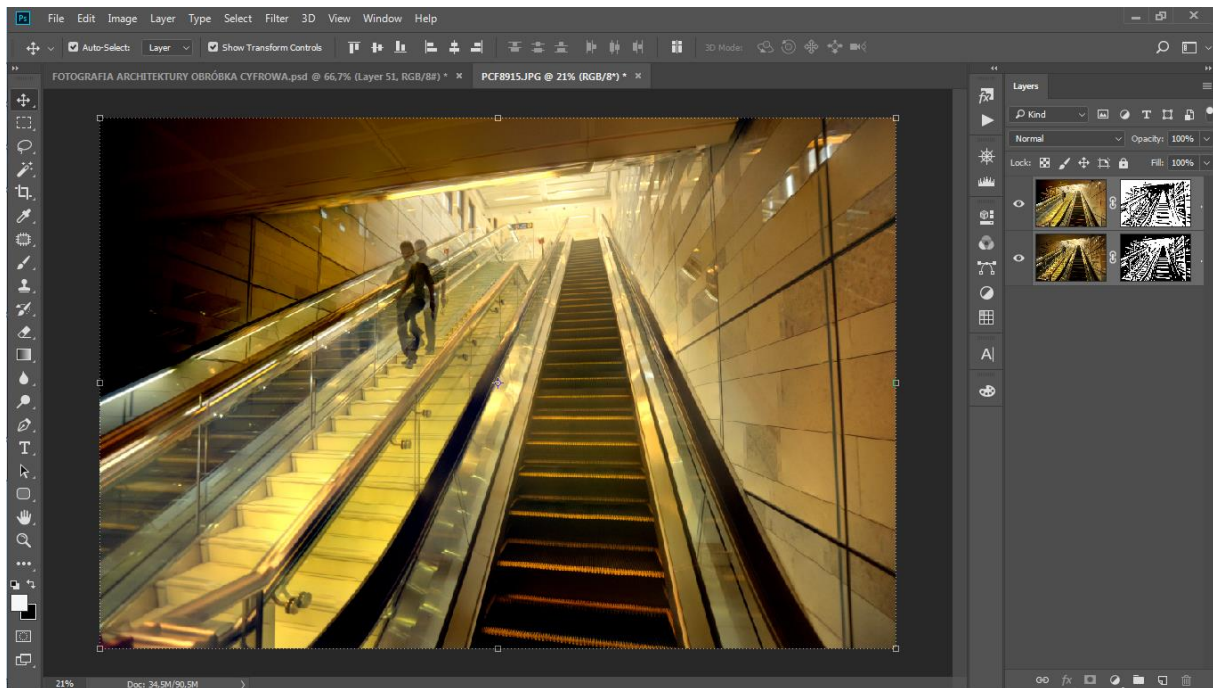 Ps File Edit Image Layer Type Select Filter 3D View Window Help
Auto-Select: Layer Show Transform Controls 3D Mode:
FOTOGRAFIA ARCHITEKTURY OBRÓBKA CYFROWA.psd @ 66,7% (Layer 51, RGB/8#) * × PCF8915.JPG @ 21% (RGB/8*) * ×
Layers
Kind
Normal Opacity: 100%
Lock: Fill: 100%
21% Doc: 34,5M/90,5M